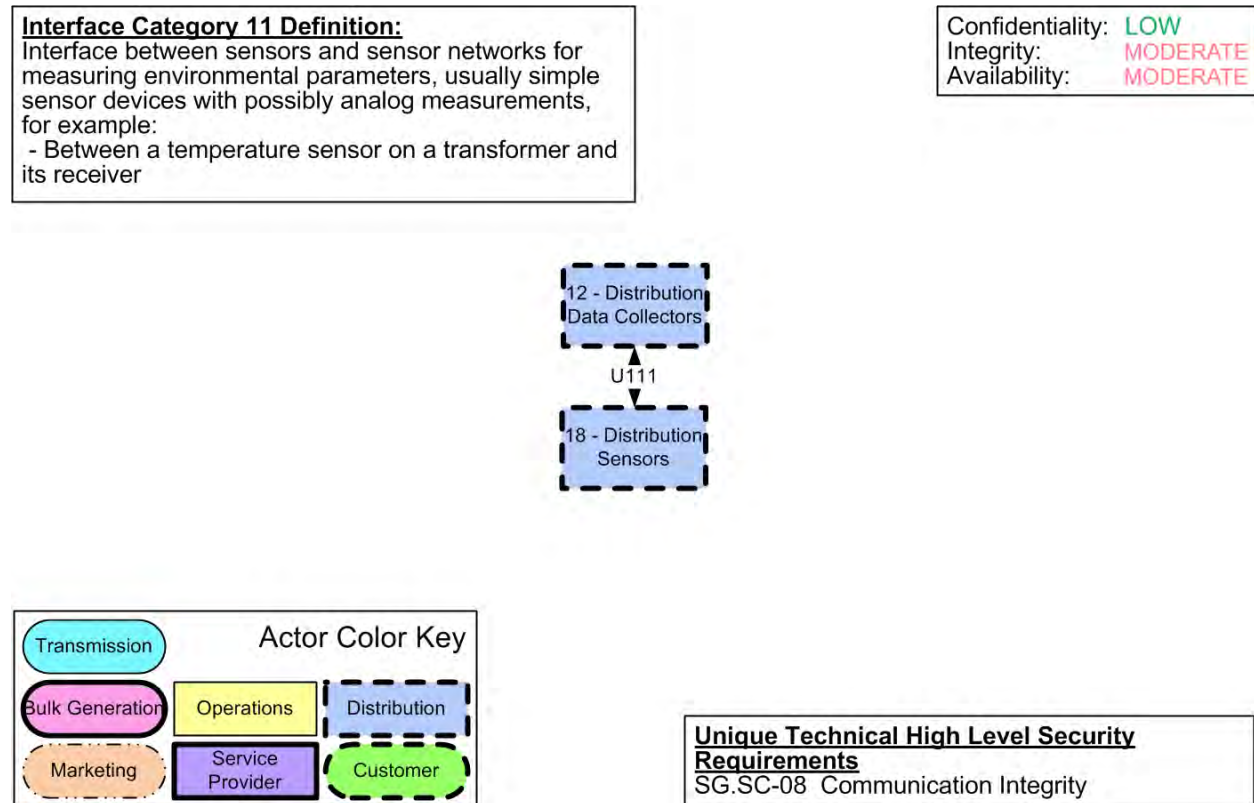 Interface Category 11 Definition:
Interface between sensors and sensor networks for
measuring environmental parameters, usually simple
sensor devices with possibly analog measurements,
for example:
- Between a temperature sensor on a transformer and
its receiver
Confidentiality: LOW
Integrity: MODERATE
Availability: MODERATE
12 - Distribution
Data Collectors
U111
18 - Distribution
Sensors
Actor Color Key
Transmission
Bulk Generation
Operations
Distribution
Marketing
Service
Provider
Customer
Unique Technical High Level Security
Requirements
SG.SC-08 Communication Integrity